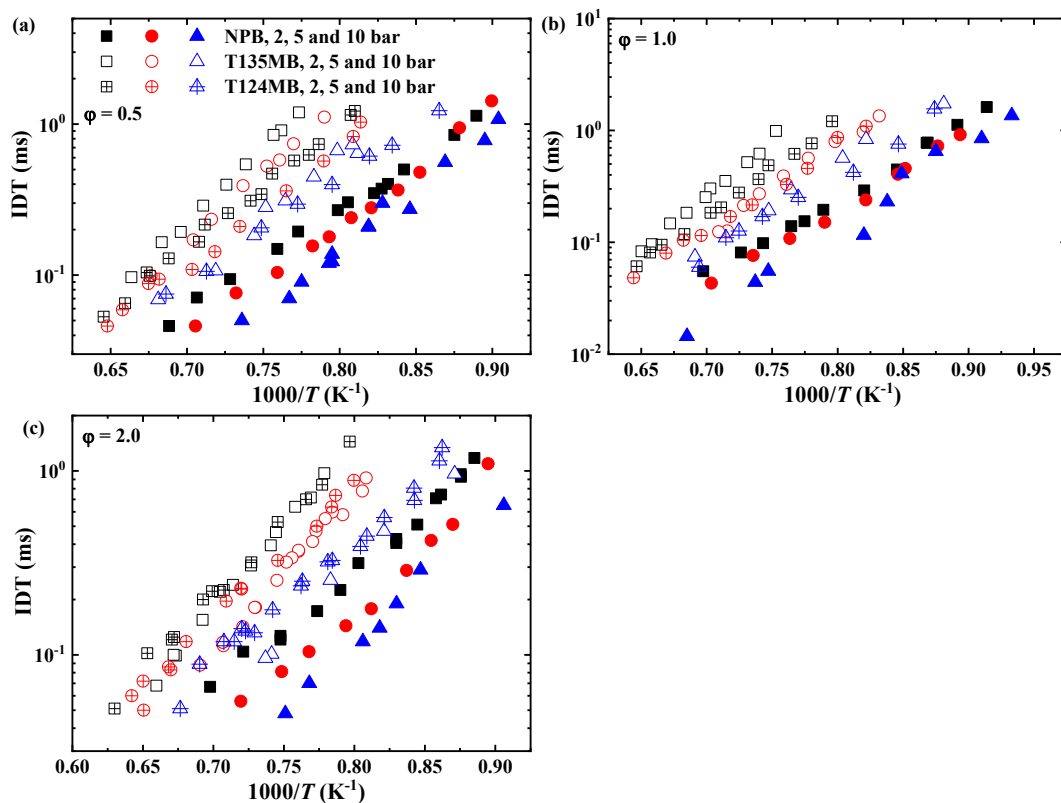 (a)
NPB, 2, 5 and 10 bar
T135MB, 2, 5 and 10 bar
T124MB, 2, 5 and 10 bar
φ = 0.5
IDT (ms)
10⁰
10⁻¹
0.65 0.70 0.75 0.80 0.85 0.90
1000/T (K⁻¹)
(b)
φ = 1.0
IDT (ms)
10¹
10⁰
10⁻¹
10⁻²
0.65 0.70 0.75 0.80 0.85 0.90 0.95
1000/T (K⁻¹)
(c)
φ = 2.0
IDT (ms)
10⁰
10⁻¹
0.60 0.65 0.70 0.75 0.80 0.85 0.90
1000/T (K⁻¹)